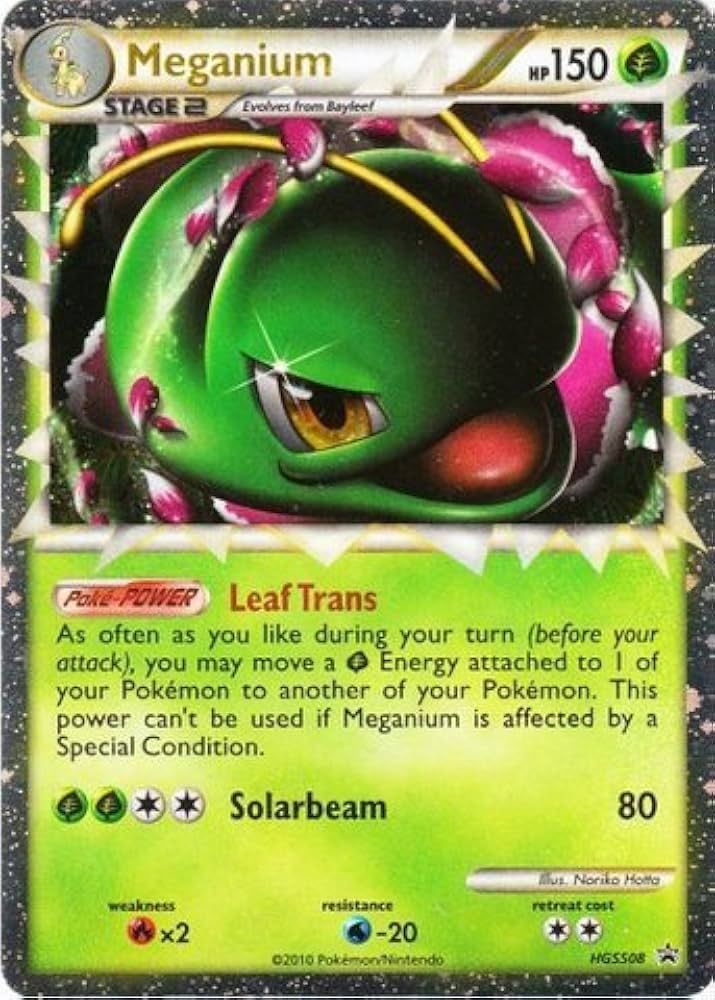 Meganium
HP150
STAGE 2
Evolves from Bayleef
Poké-POWER Leaf Trans
As often as you like during your turn (before your
attack), you may move a Energy attached to 1 of
your Pokémon to another of your Pokémon. This
power can't be used if Meganium is affected by a
Special Condition.
Solarbeam 80
Illus. Noriko Hotta
weakness resistance retreat cost
x2 -20
©2010 Pokémon/Nintendo HGSS08